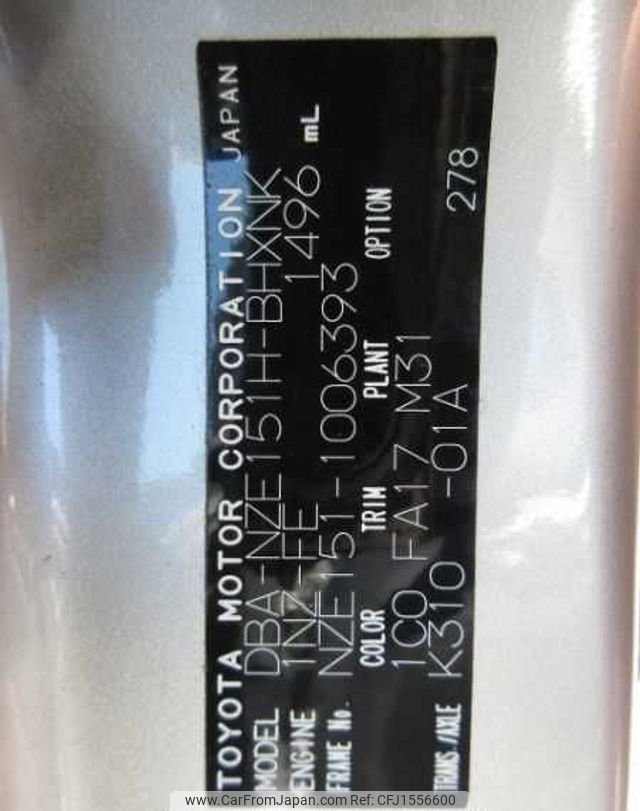 TOYOTA MOTOR CORPORATION JAPAN
MODEL DBA-NZE151H-BHXNK
ENGINE 1NZ-FE 1496 mL
FRAME No. NZE151-1006393
COLOR TRIM PLANT OPTION
1C0 FA17 M31
TRANS./AXLE K310 -01A 278
www.CarFromJapan.com Ref: CFJ1556600